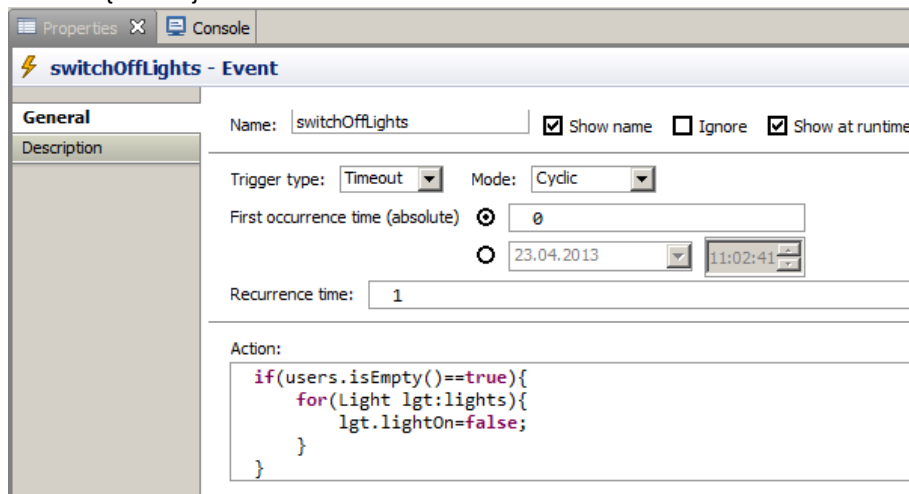 Properties Console
switchOffLights - Event
General
Description
Name: switchOffLights Show name Ignore Show at runtime
Trigger type: Timeout Mode: Cyclic
First occurrence time (absolute) 0
23.04.2013 11:02:41
Recurrence time: 1
Action:
if(users.isEmpty()==true){
for(Light lgt:lights){
lgt.lightOn=false;
}
}